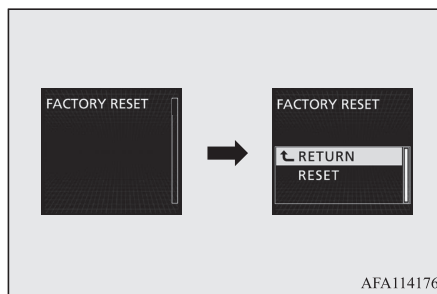 FACTORY RESET
FACTORY RESET
RETURN
RESET
AFA114176